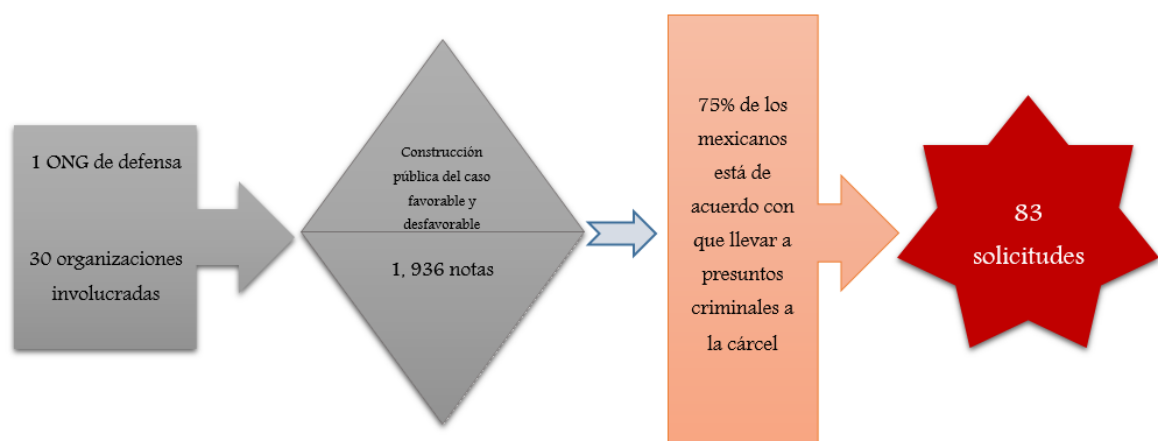 1 ONG de defensa
30 organizaciones
involucradas
Construcción
pública del caso
favorable y
desfavorable
1, 936 notas
75% de los
mexicanos
está de
acuerdo con
que llevar a
presuntos
criminales a
la cárcel
83
solicitudes